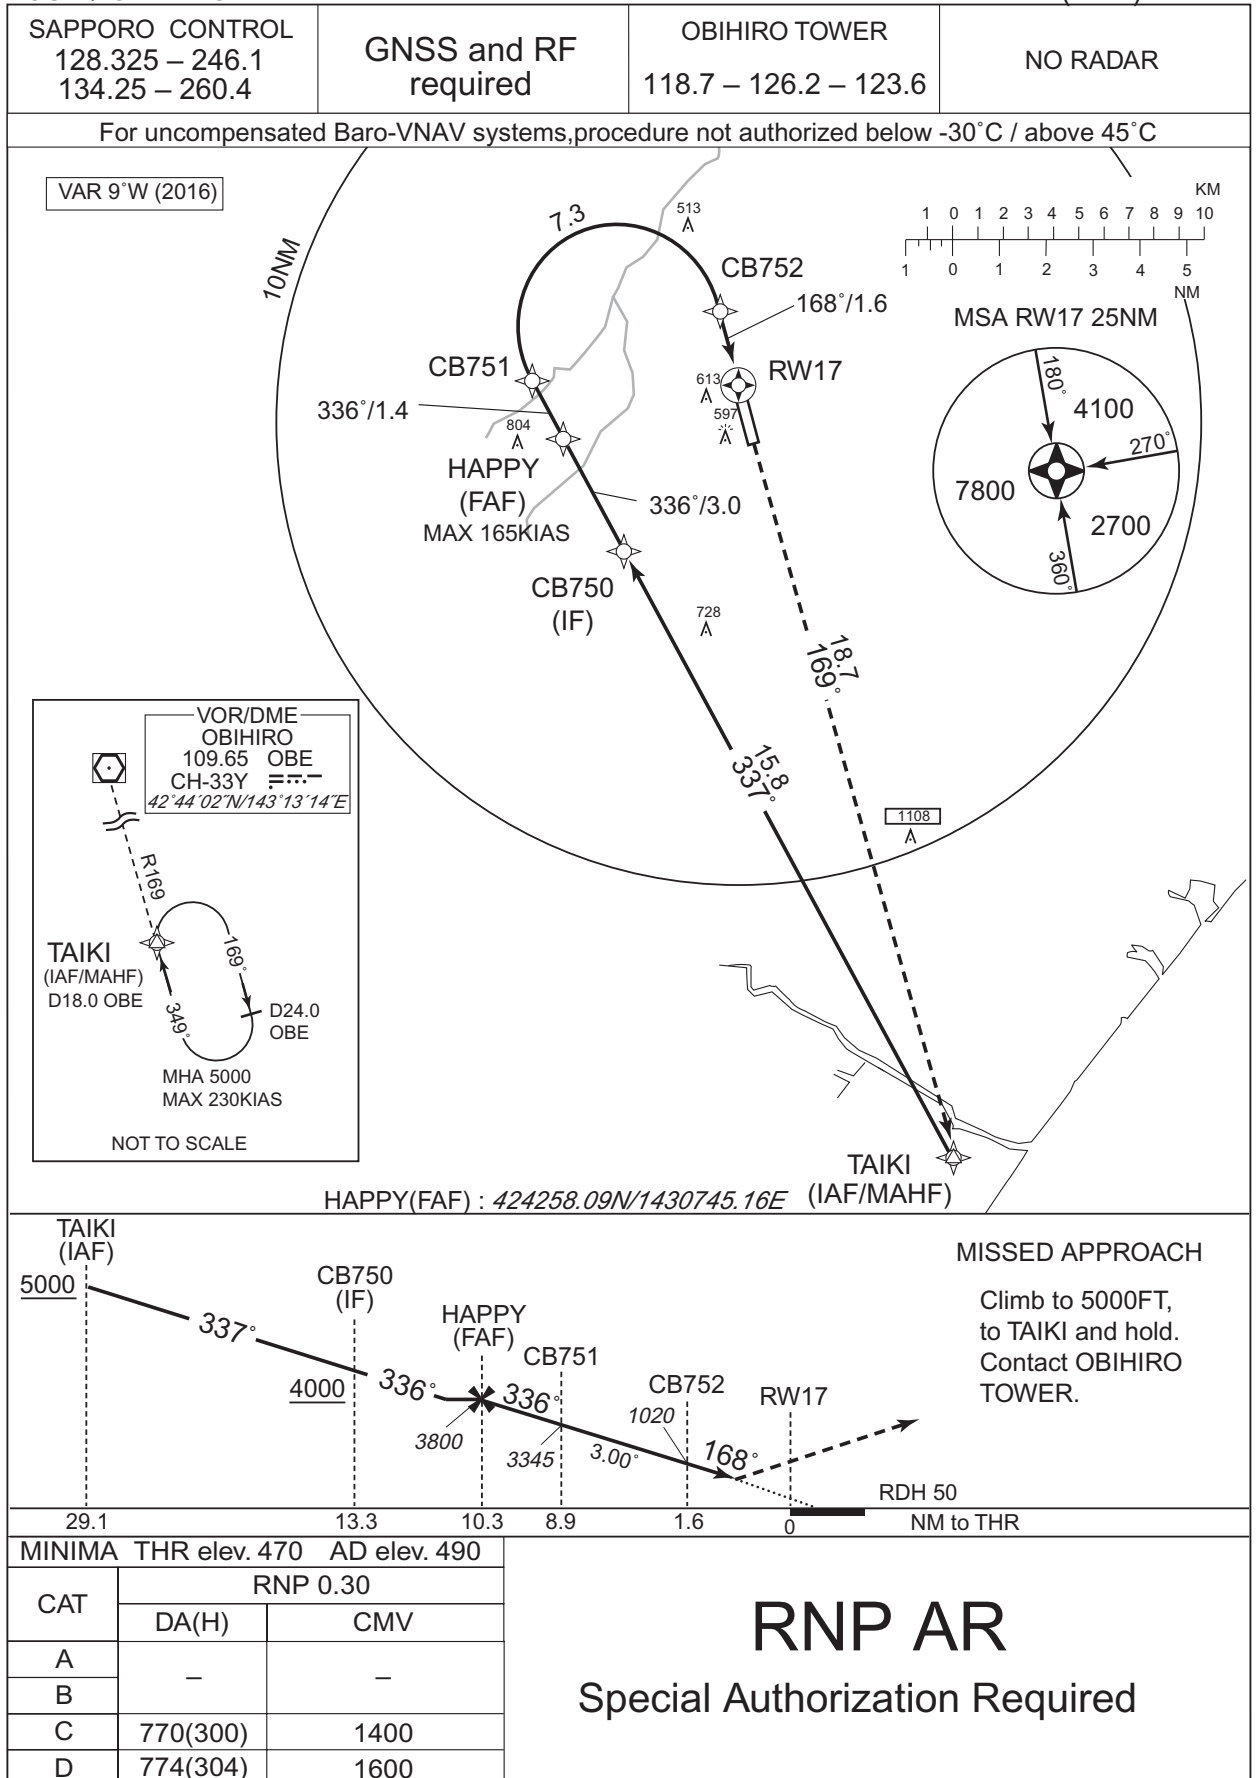 SAPPORO CONTROL
128.325 – 246.1
134.25 – 260.4
GNSS and RF
required
OBIHIRO TOWER
118.7 – 126.2 – 123.6
NO RADAR
For uncompensated Baro-VNAV systems,procedure not authorized below -30˚C / above 45˚C
VAR 9˚W (2016)
10NM
7.3
513
CB752
168˚/1.6
KM
1 0 1 2 3 4 5 6 7 8 9 10
1 0 1 2 3 4 5
NM
MSA RW17 25NM
180˚
4100
270˚
7800
2700
360˚
CB751
336˚/1.4
613
RW17
597
804
HAPPY
(FAF)
MAX 165KIAS
336˚/3.0
CB750
(IF)
728
18.7
169˚
15.8
337˚
1108
VOR/DME
OBIHIRO
109.65 OBE
CH-33Y
42˚44´02˝N/143˚13´14˝E
R169
TAIKI
(IAF/MAHF)
D18.0 OBE
169˚
349˚
D24.0
OBE
MHA 5000
MAX 230KIAS
NOT TO SCALE
TAIKI
(IAF/MAHF)
HAPPY(FAF) : 424258.09N/1430745.16E
TAIKI
(IAF)
5000
337˚
CB750
(IF)
4000
336˚
HAPPY
(FAF)
3800
336˚
CB751
3345
3.00˚
CB752
1020
168˚
RW17
RDH 50
29.1 13.3 10.3 8.9 1.6 0 NM to THR
MISSED APPROACH
Climb to 5000FT,
to TAIKI and hold.
Contact OBIHIRO
TOWER.
MINIMA THR elev. 470 AD elev. 490
CAT
RNP 0.30
DA(H) CMV
A
– –
B
C 770(300) 1400
D 774(304) 1600
RNP AR
Special Authorization Required